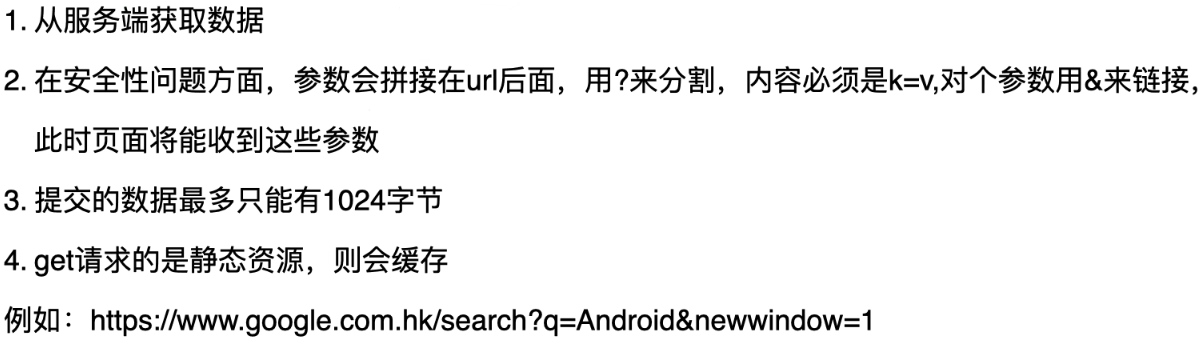 1. 从服务端获取数据
2. 在安全性问题方面，参数会拼接在url后面，用?来分割，内容必须是k=v,对个参数用&来链接，
此时页面将能收到这些参数
3. 提交的数据最多只能有1024字节
4. get请求的是静态资源，则会缓存
例如：https://www.google.com.hk/search?q=Android&newwindow=1